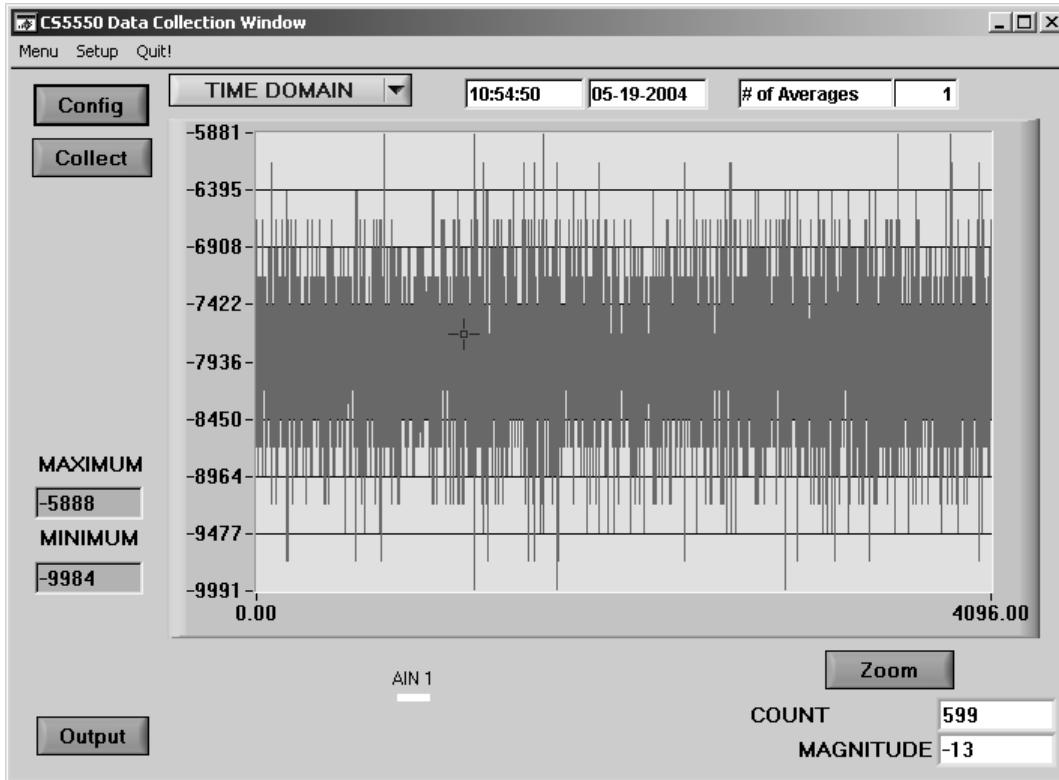 CS5550 Data Collection Window
Menu Setup Quit!
Config
TIME DOMAIN
10:54:50
05-19-2004
# of Averages
1
Collect
-5881
-6395
-6908
-7422
-7936
-8450
-8964
-9477
-9991
0.00
4096.00
MAXIMUM
-5888
MINIMUM
-9984
AIN 1
Zoom
COUNT
599
MAGNITUDE
-13
Output